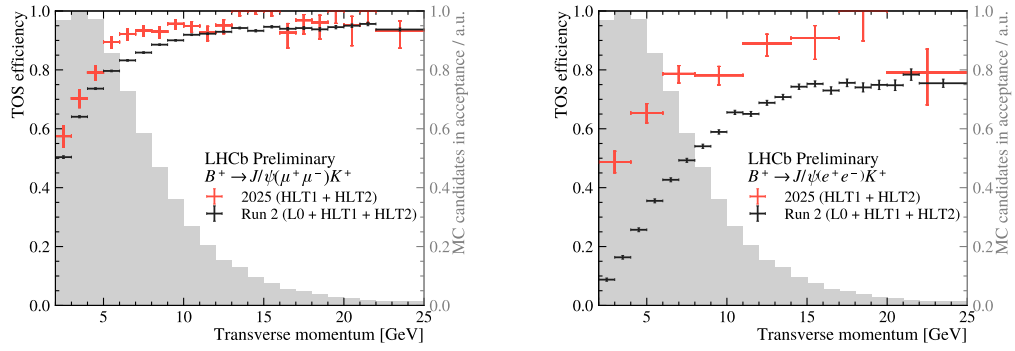 TOS efficiency
1.0
0.8
0.6
0.4
0.2
0.0
5
10
15
20
25
Transverse momentum [GeV]
1.0
0.8
0.6
0.4
0.2
0.0
MC candidates in acceptance / a.u.
LHCb Preliminary
B⁺ → J/ψ(μ⁺μ⁻)K⁺
2025 (HLT1 + HLT2)
Run 2 (L0 + HLT1 + HLT2)
TOS efficiency
1.0
0.8
0.6
0.4
0.2
0.0
5
10
15
20
25
Transverse momentum [GeV]
1.0
0.8
0.6
0.4
0.2
0.0
MC candidates in acceptance / a.u.
LHCb Preliminary
B⁺ → J/ψ(e⁺e⁻)K⁺
2025 (HLT1 + HLT2)
Run 2 (L0 + HLT1 + HLT2)